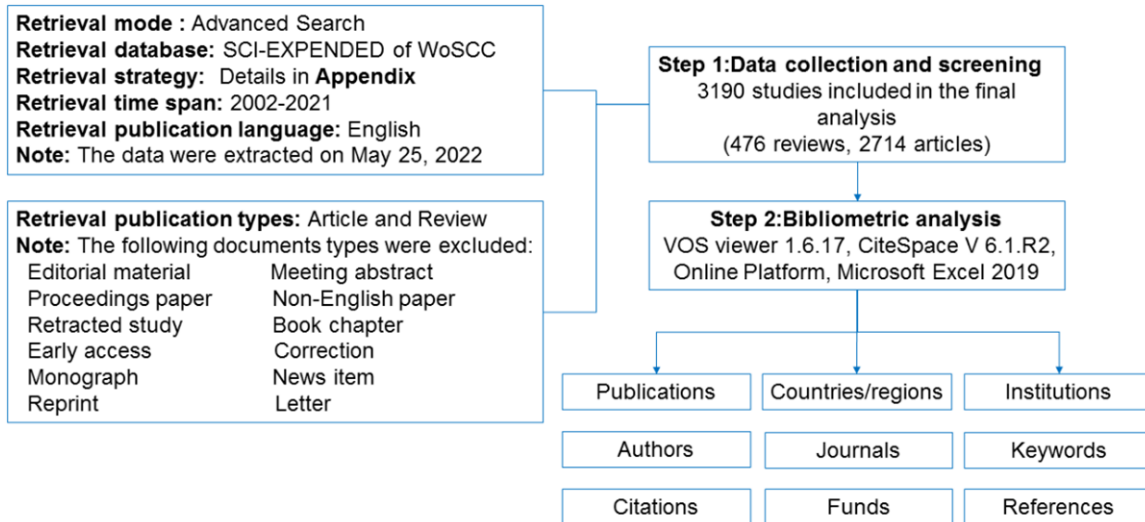 Retrieval mode : Advanced Search
Retrieval database: SCI-EXPENDED of WoSCC
Retrieval strategy: Details in Appendix
Retrieval time span: 2002-2021
Retrieval publication language: English
Note: The data were extracted on May 25, 2022
Retrieval publication types: Article and Review
Note: The following documents types were excluded:
Editorial material Meeting abstract
Proceedings paper Non-English paper
Retracted study Book chapter
Early access Correction
Monograph News item
Reprint Letter
Step 1:Data collection and screening
3190 studies included in the final
analysis
(476 reviews, 2714 articles)
Step 2:Bibliometric analysis
VOS viewer 1.6.17, CiteSpace V 6.1.R2,
Online Platform, Microsoft Excel 2019
Publications Countries/regions Institutions
Authors Journals Keywords
Citations Funds References